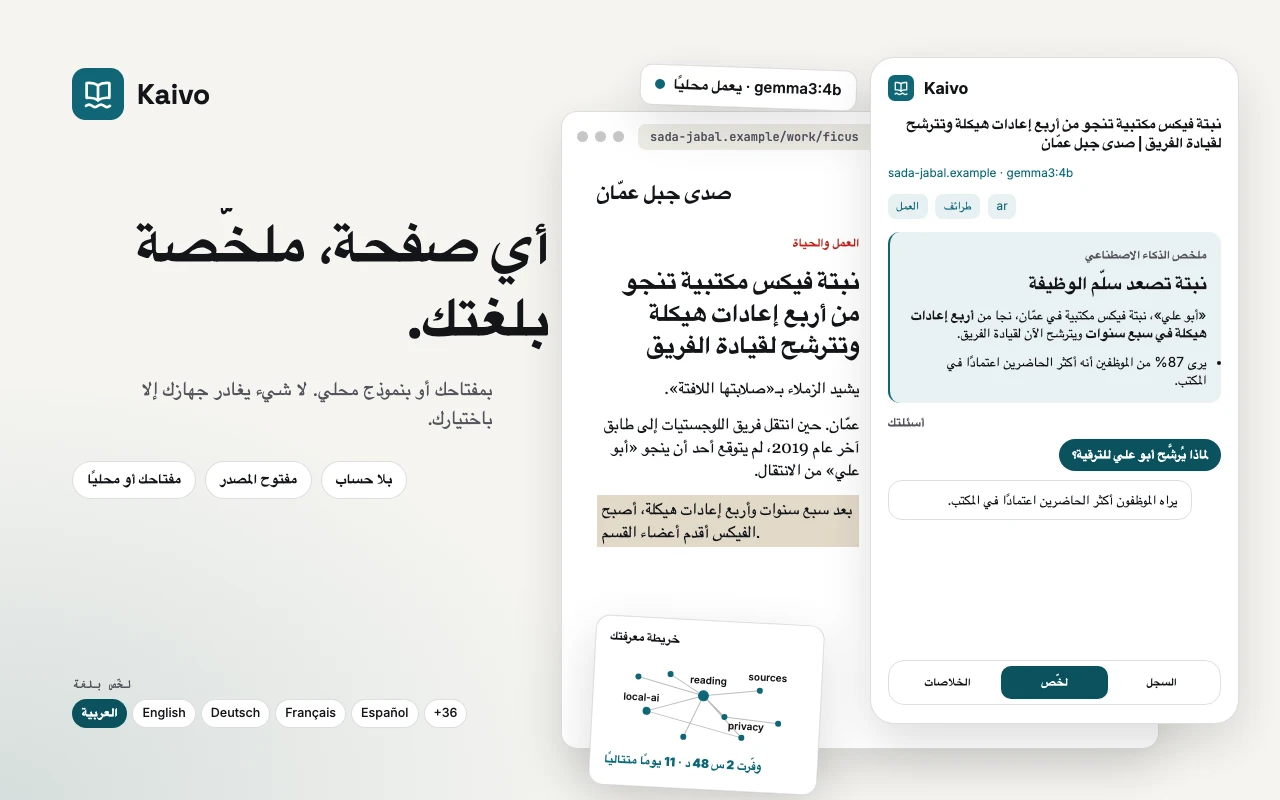 Kaivo
أي صفحة، ملخّصة
بلغتك.
بمفتاحك أو بنموذج محلي. لا شيء يغادر جهازك إلا
باختيارك.
بلا حساب
مفتوح المصدر
مفتاحك أو محليًا
لخّص بلغة
العربية
English
Deutsch
Français
Español
+36
يعمل محليًا · gemma3:4b
sada-jabal.example/work/ficus
صدى جبل عمّان
العمل والحياة
نبتة فيكس مكتبية تنجو
من أربع إعادات هيكلة
وتترشح لقيادة الفريق
يشيد الزملاء بـ«صلابتها اللافتة».
عمّان. حين انتقل فريق اللوجستيات إلى طابق
آخر عام 2019، لم يتوقع أحد أن ينجو «أبو
علي» من الانتقال.
بعد سبع سنوات وأربع إعادات هيكلة، أصبح
الفيكس أقدم أعضاء القسم.
خريطة معرفتك
reading
sources
local-ai
privacy
وفّرت 2 س 48 د · 11 يومًا متتاليًا
Kaivo
نبتة فيكس مكتبية تنجو من أربع إعادات هيكلة وتترشح
لقيادة الفريق | صدى جبل عمّان
sada-jabal.example · gemma3:4b
العمل
طرائف
ar
ملخص الذكاء الاصطناعي
نبتة تصعد سلّم الوظيفة
«أبو علي»، نبتة فيكس مكتبية في عمّان، نجا من أربع إعادات
هيكلة في سبع سنوات ويترشح الآن لقيادة الفريق.
• يرى 87% من الموظفين أنه أكثر الحاضرين اعتمادًا في
المكتب.
أسئلتك
لماذا يُرشَّح أبو علي للترقية؟
يراه الموظفون أكثر الحاضرين اعتمادًا في المكتب.
السجل
لخّص
الخلاصات